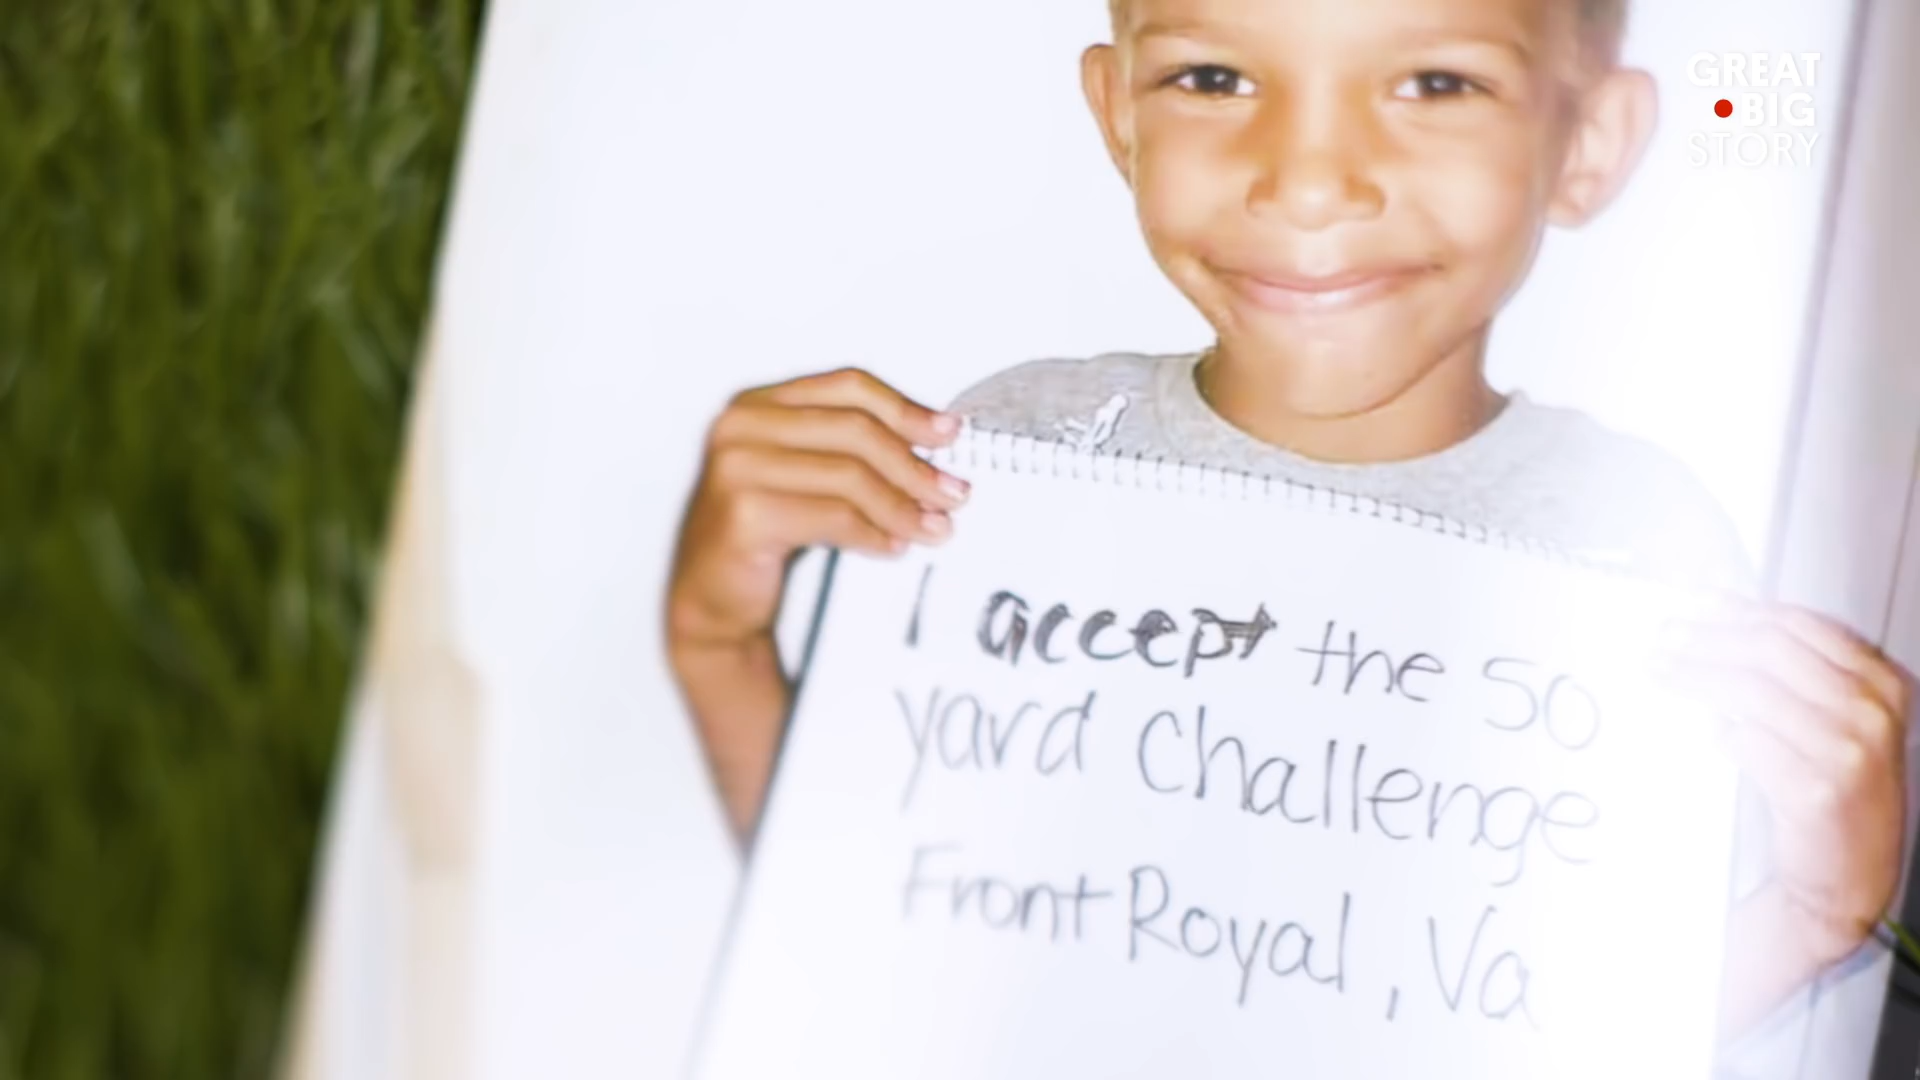 GREAT
BIG
STORY
I accept the 50
yard challenge
Front Royal, Va